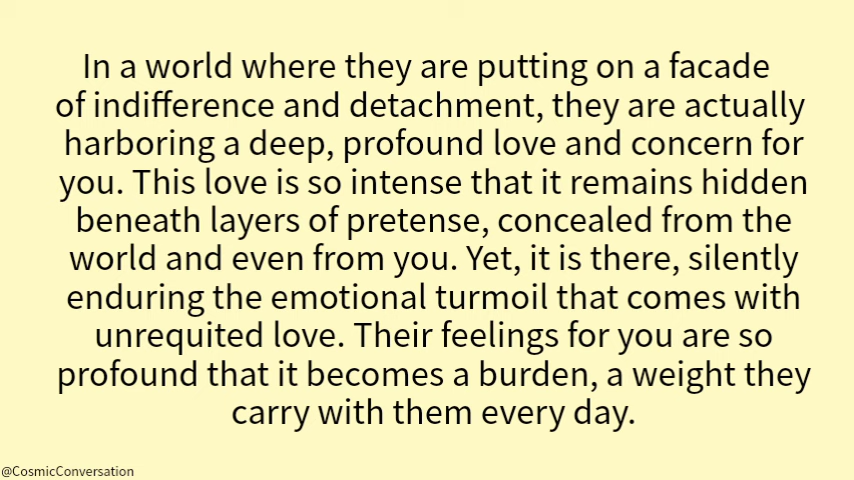 In a world where they are putting on a facade
of indifference and detachment, they are actually
harboring a deep, profound love and concern for
you. This love is so intense that it remains hidden
beneath layers of pretense, concealed from the
world and even from you. Yet, it is there, silently
enduring the emotional turmoil that comes with
unrequited love. Their feelings for you are so
profound that it becomes a burden, a weight they
carry with them every day.
@CosmicConversation